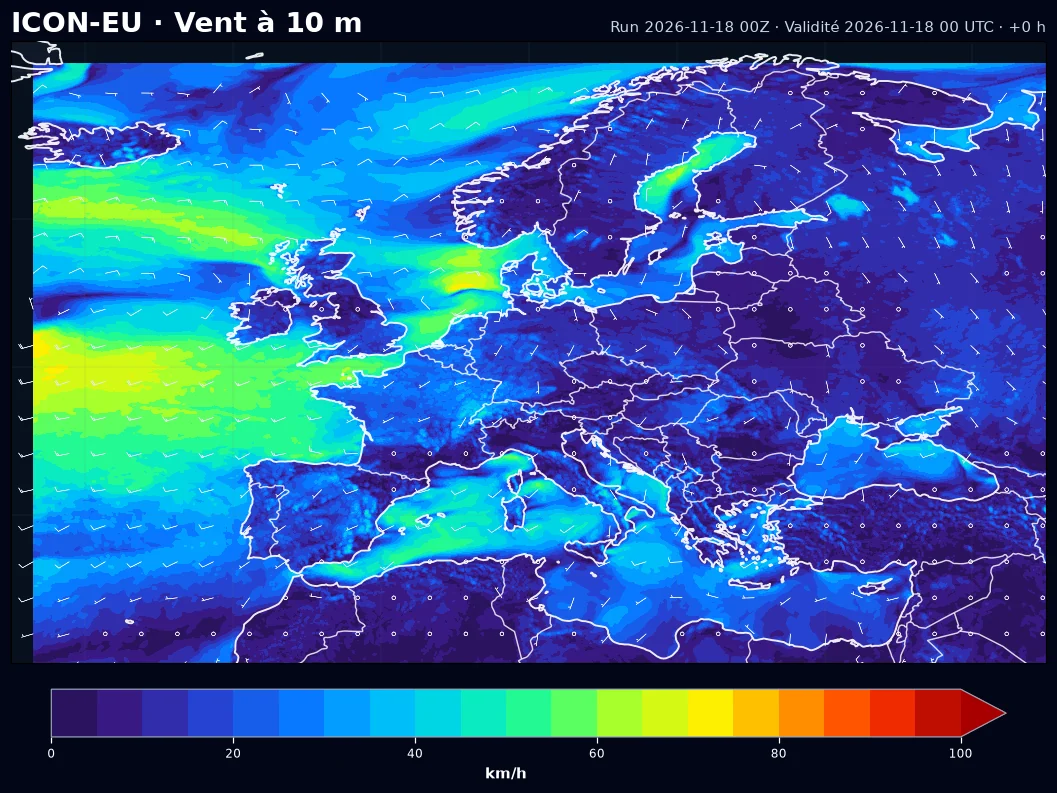 ICON-EU · Vent à 10 m
Run 2026-11-18 00Z · Validité 2026-11-18 00 UTC · +0 h
0 20 40 60 80 100
km/h